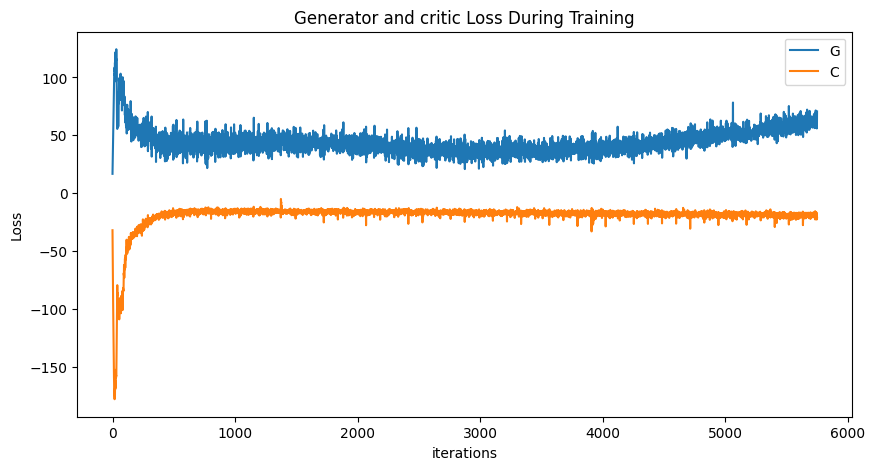 Generator and critic Loss During Training
G
C
Loss
100
50
0
−50
−100
−150
0
1000
2000
3000
4000
5000
6000
iterations